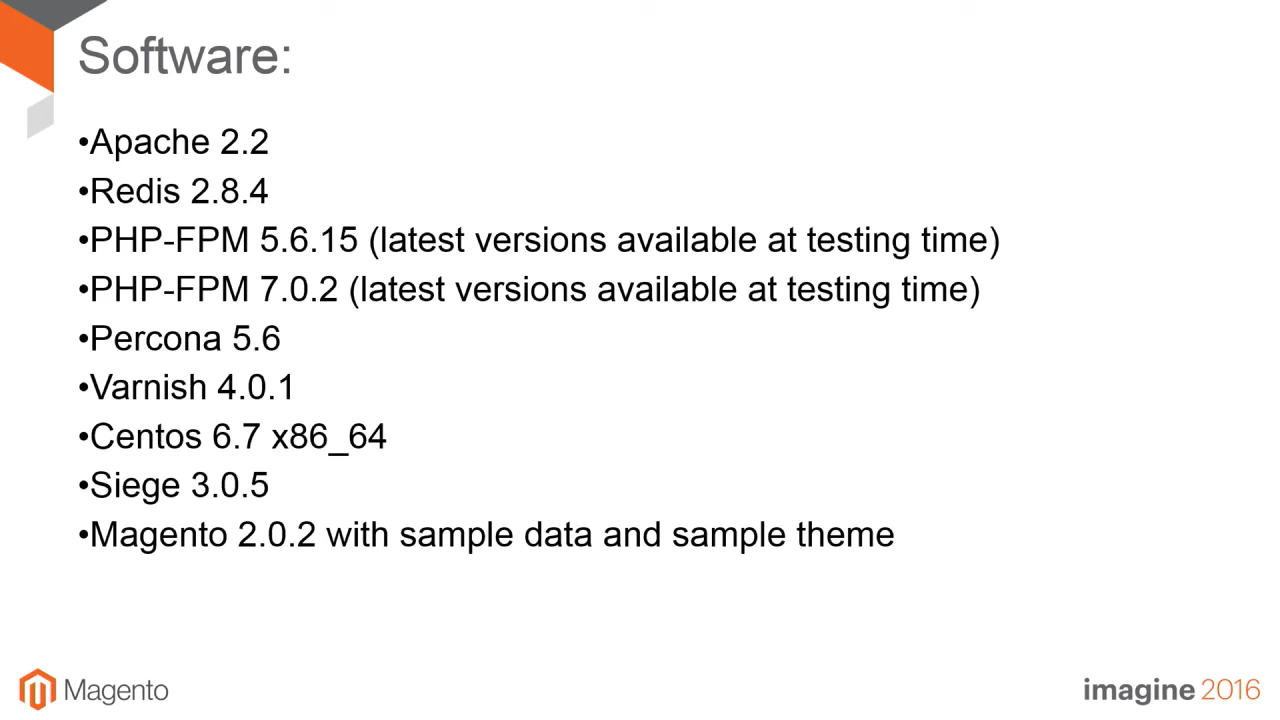 Software:
•Apache 2.2
•Redis 2.8.4
•PHP-FPM 5.6.15 (latest versions available at testing time)
•PHP-FPM 7.0.2 (latest versions available at testing time)
•Percona 5.6
•Varnish 4.0.1
•Centos 6.7 x86_64
•Siege 3.0.5
•Magento 2.0.2 with sample data and sample theme
Magento
imagine 2016